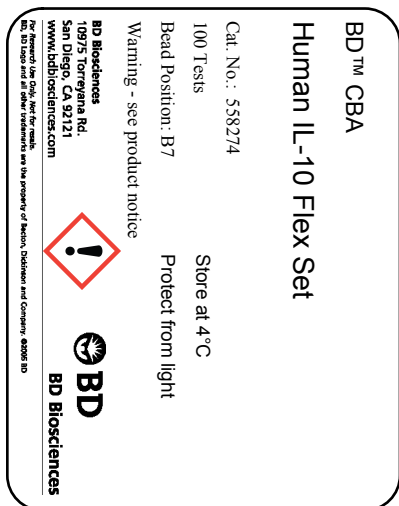 BD™ CBA
Human IL-10 Flex Set
Cat. No.: 558274
100 Tests
Store at 4°C
Bead Position: B7
Protect from light
Warning - see product notice
BD Biosciences
10975 Torreyana Rd.
San Diego, CA 92121
www.bdbiosciences.com
BD
BD Biosciences
For Research Use Only. Not for resale.
BD, BD Logo and all other trademarks are the property of Becton, Dickinson and Company. ©2005 BD